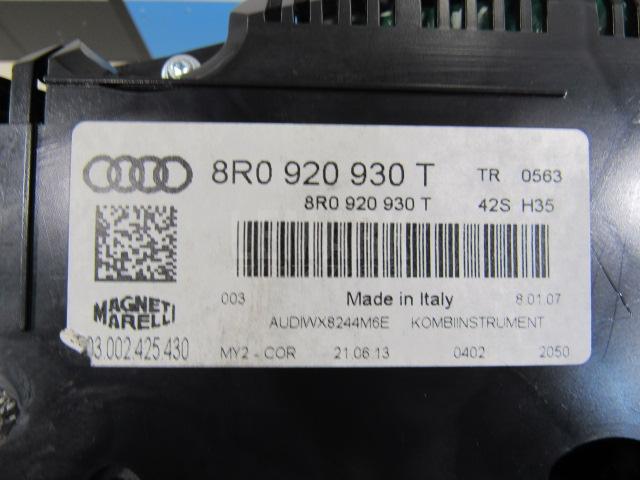 8R0 920 930 T TR 0563
8R0 920 930 T 42S H35
003 Made in Italy 8.01.07
MAGNETI
MARELLI
AUDIWX8244M6E KOMBIINSTRUMENT
03.002.425.430 MY2-COR 21.06.13 0402 2050